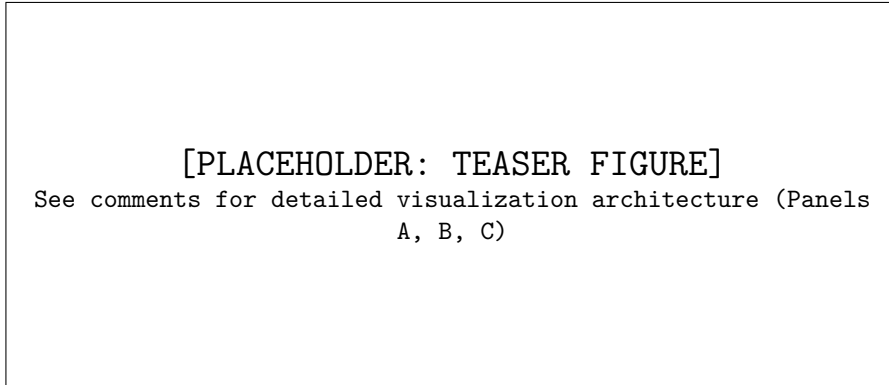 [PLACEHOLDER: TEASER FIGURE]
See comments for detailed visualization architecture (Panels
A, B, C)